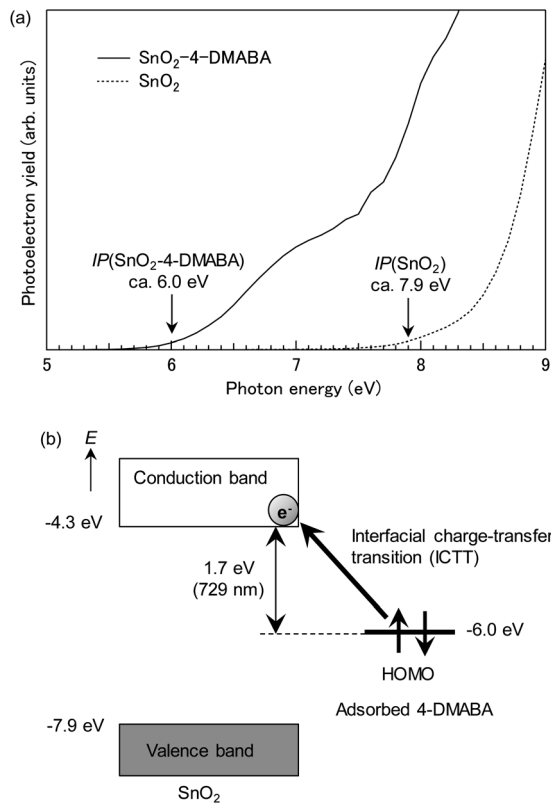 (a)
SnO2-4-DMABA
SnO2
Photoelectron yield (arb. units)
IP(SnO2-4-DMABA)
ca. 6.0 eV
IP(SnO2)
ca. 7.9 eV
5 6 7 8 9
Photon energy (eV)
(b)
E
Conduction band
e-
-4.3 eV
Interfacial charge-transfer
transition (ICTT)
1.7 eV
(729 nm)
-6.0 eV
HOMO
Adsorbed 4-DMABA
-7.9 eV
Valence band
SnO2